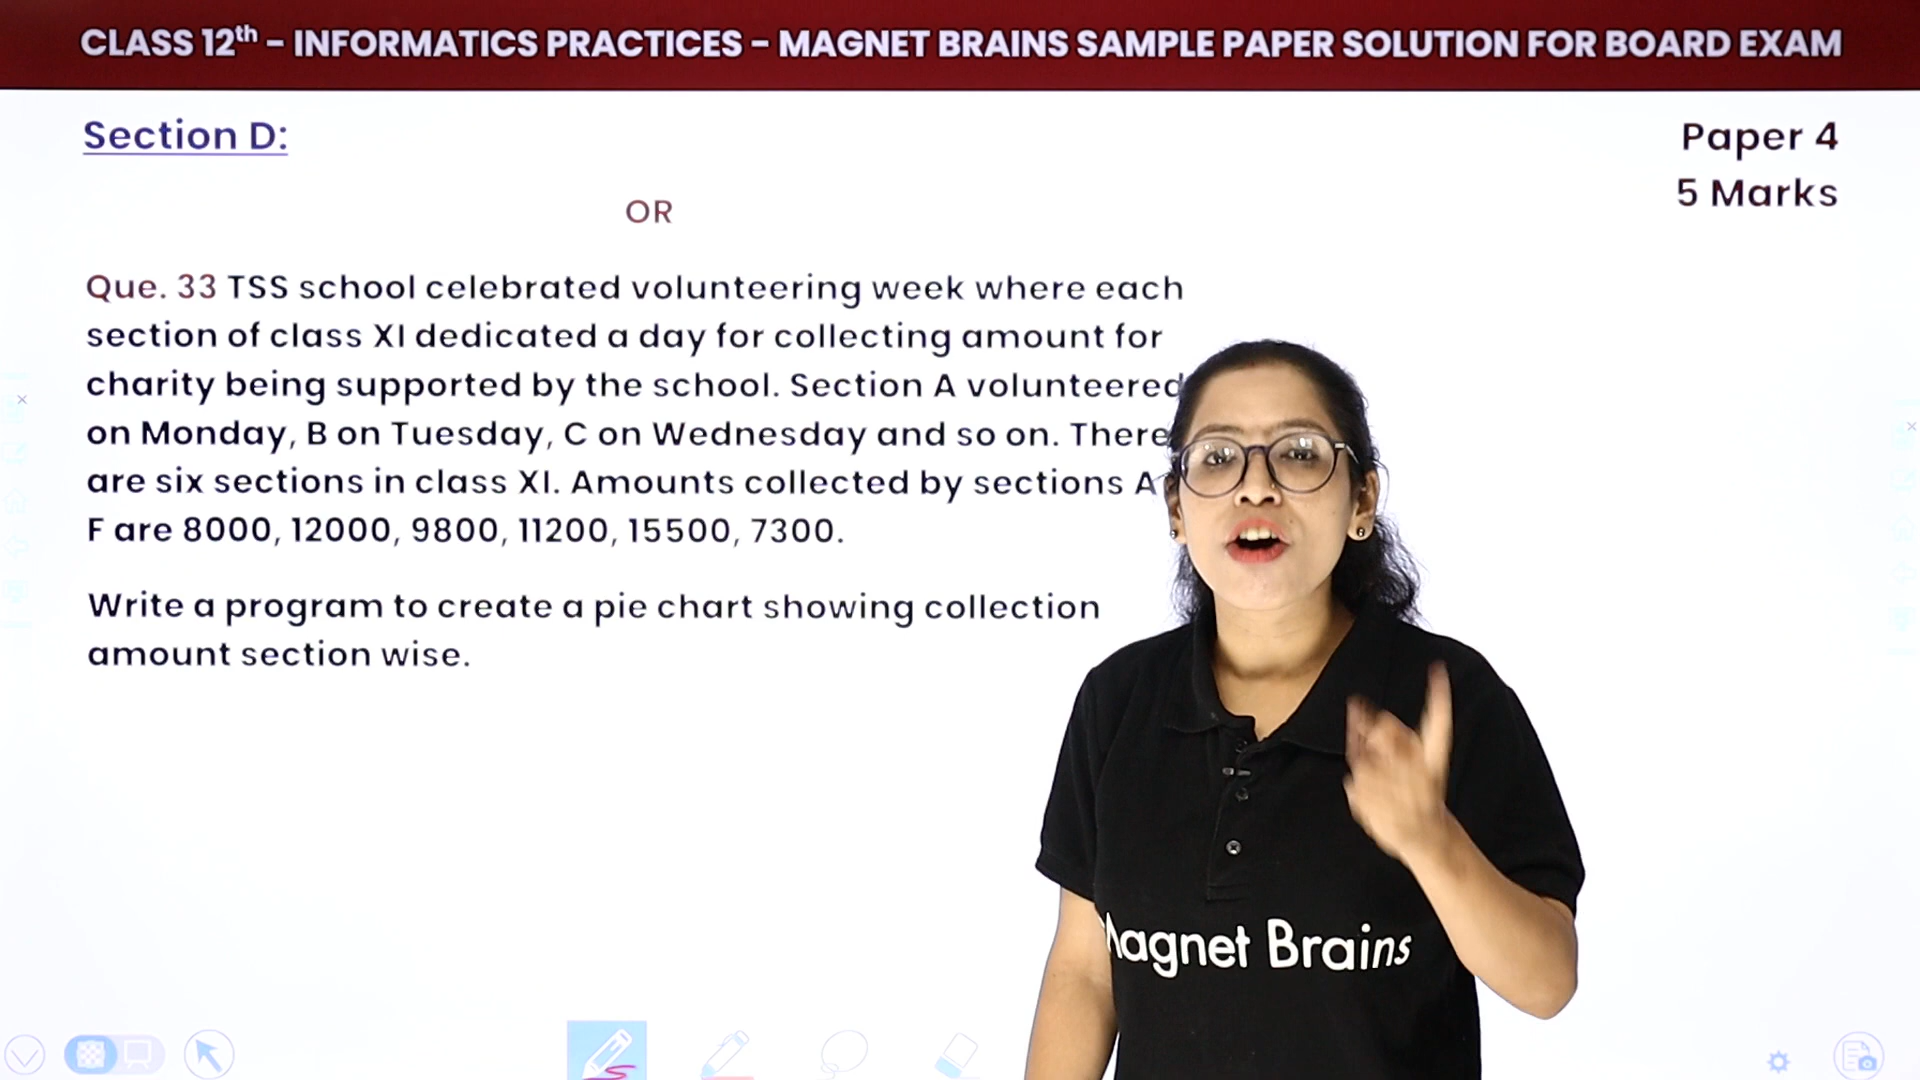 CLASS 12th - INFORMATICS PRACTICES - MAGNET BRAINS SAMPLE PAPER SOLUTION FOR BOARD EXAM
Section D:
Paper 4
5 Marks
OR
Que. 33 TSS school celebrated volunteering week where each
section of class XI dedicated a day for collecting amount for
charity being supported by the school. Section A volunteered
on Monday, B on Tuesday, C on Wednesday and so on. There
are six sections in class XI. Amounts collected by sections A
F are 8000, 12000, 9800, 11200, 15500, 7300.
Write a program to create a pie chart showing collection
amount section wise.
Magnet Brains